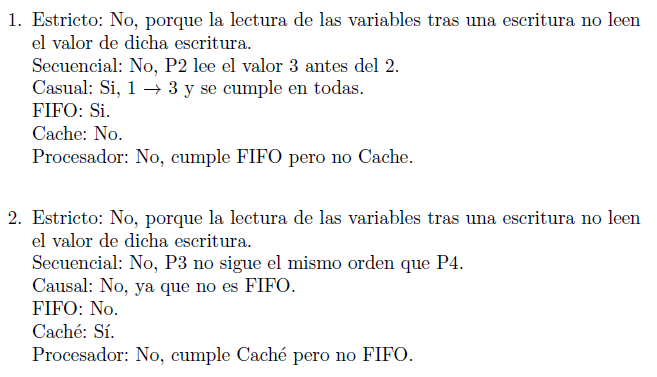 1. Estricto: No, porque la lectura de las variables tras una escritura no leen
el valor de dicha escritura.
Secuencial: No, P2 lee el valor 3 antes del 2.
Casual: Si, 1 → 3 y se cumple en todas.
FIFO: Si.
Cache: No.
Procesador: No, cumple FIFO pero no Cache.
2. Estricto: No, porque la lectura de las variables tras una escritura no leen
el valor de dicha escritura.
Secuencial: No, P3 no sigue el mismo orden que P4.
Causal: No, ya que no es FIFO.
FIFO: No.
Caché: Sí.
Procesador: No, cumple Caché pero no FIFO.